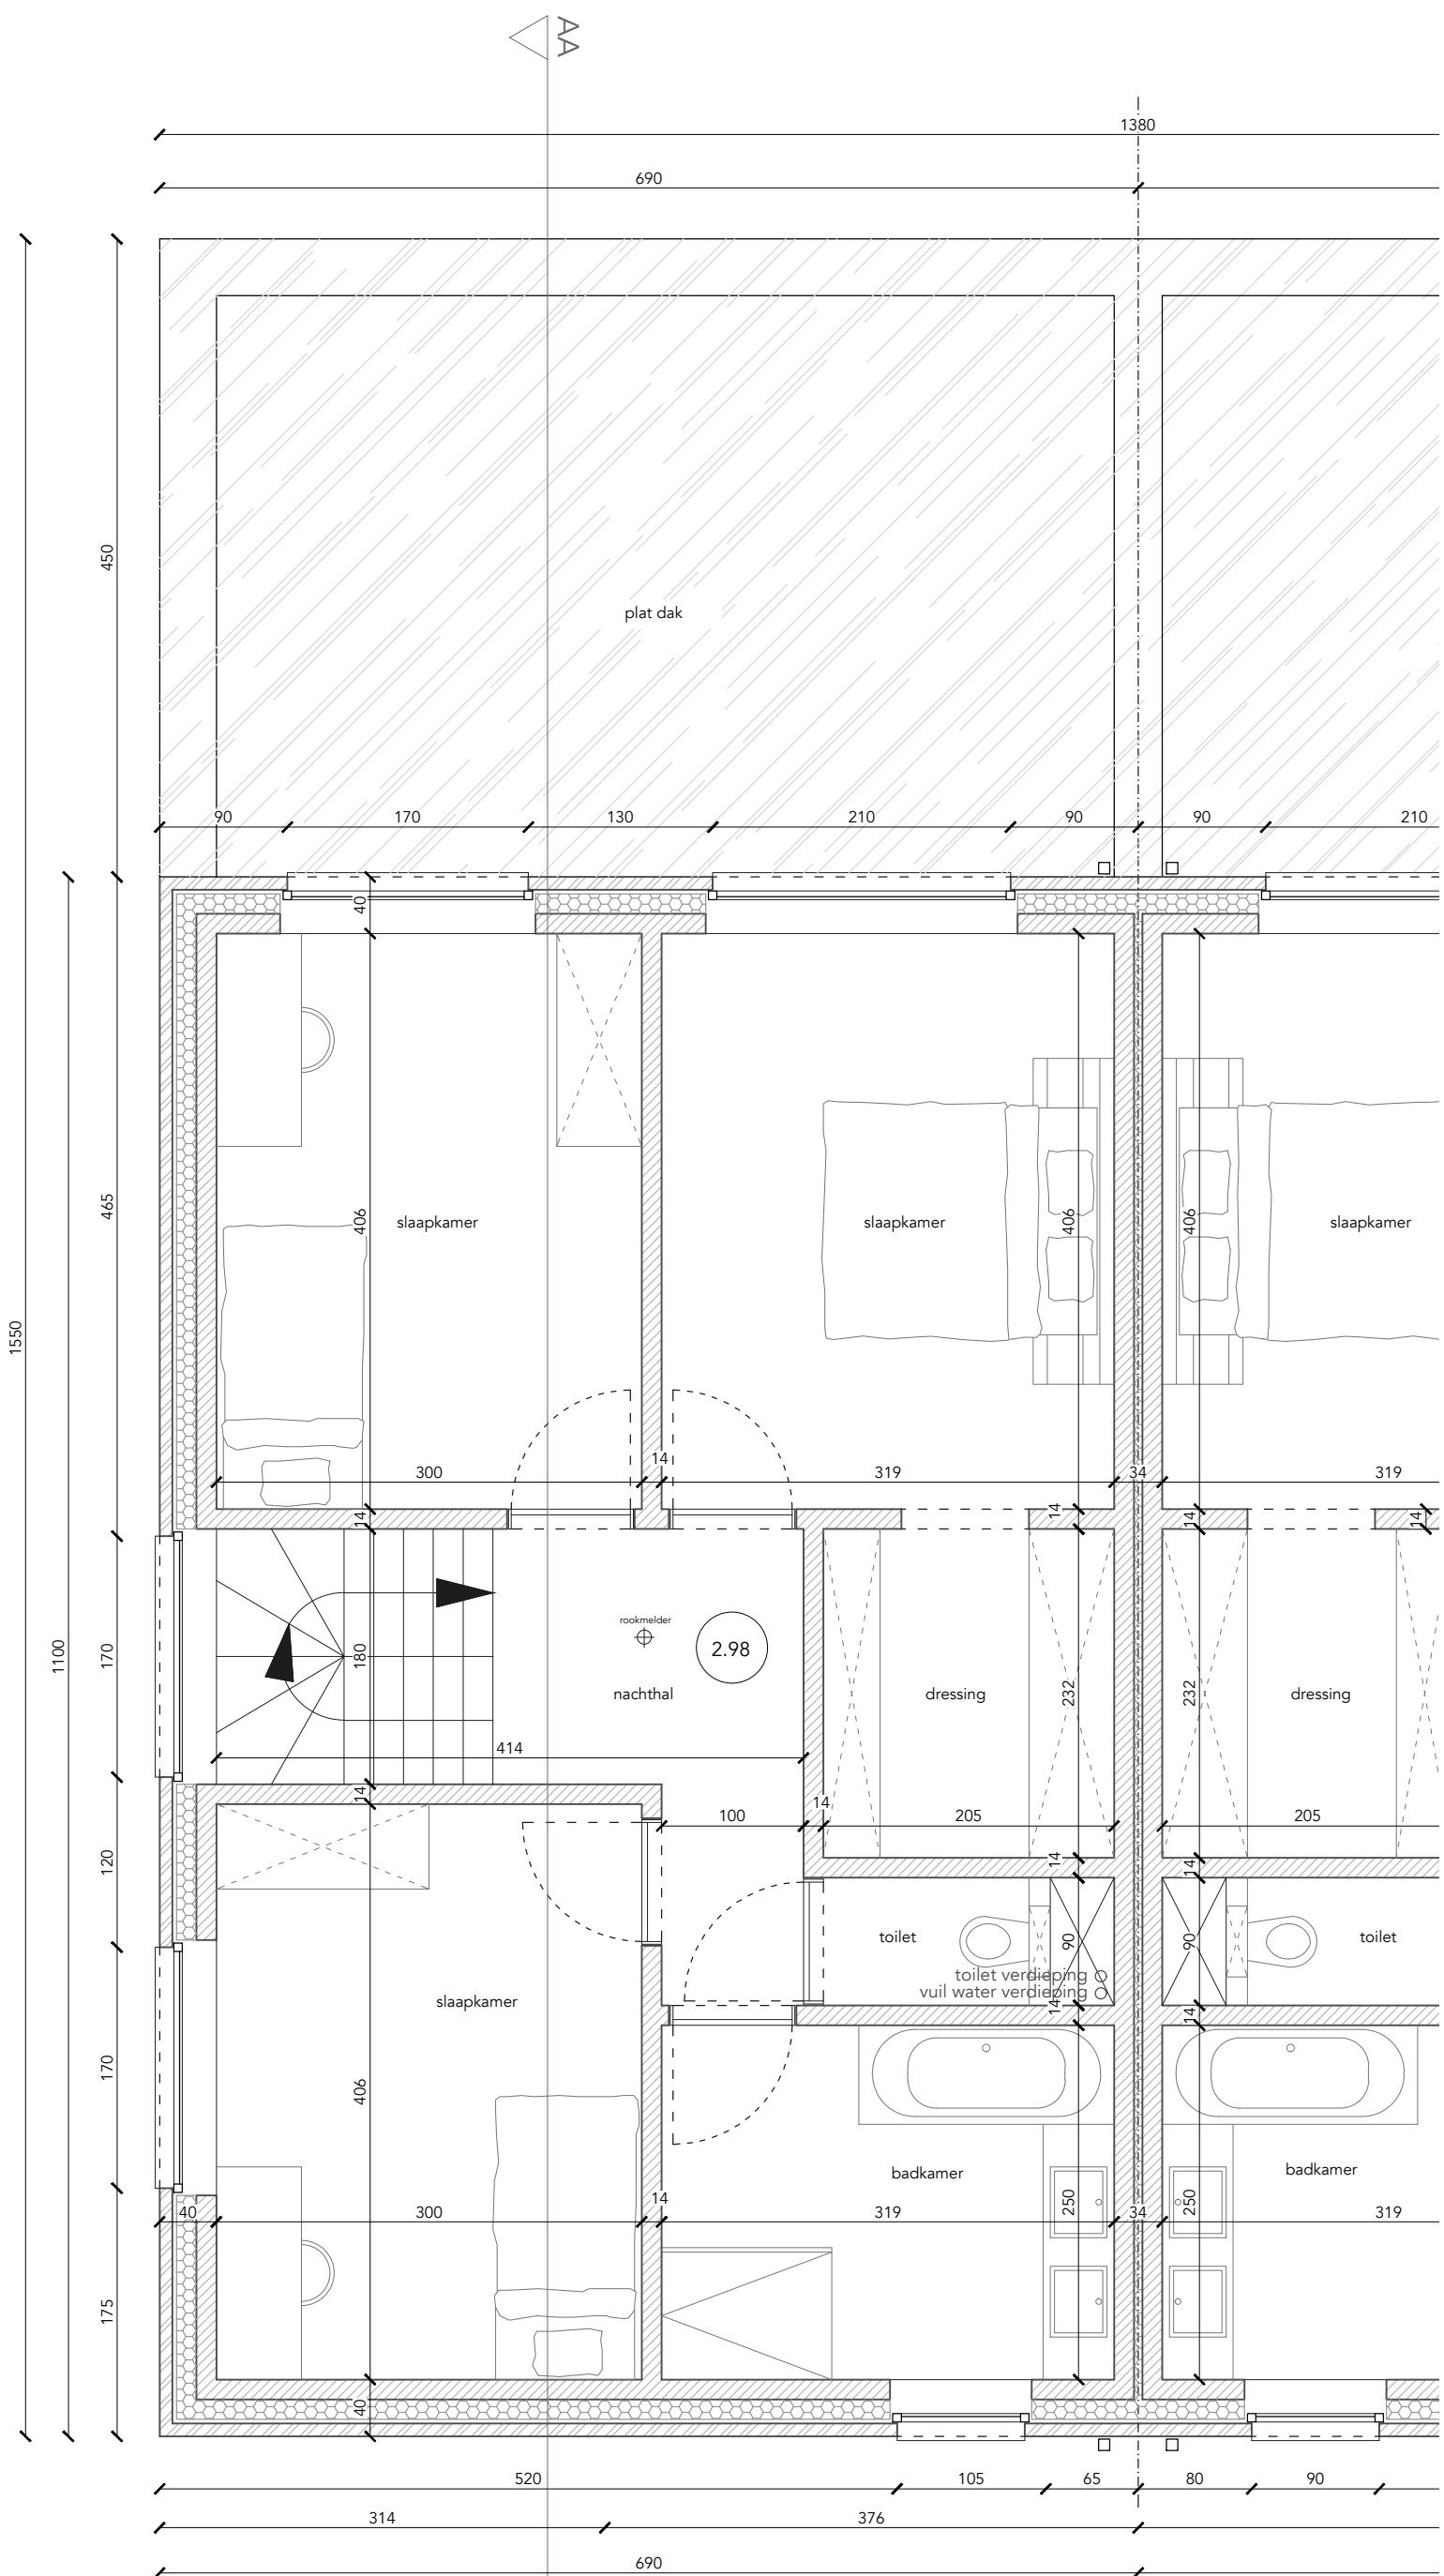 AA
1380
690
450
1550
plat dak
90 170 130 210 90 90 210
40
465
406
slaapkamer
slaapkamer
406
406
slaapkamer
14
300 319 34 319
14
14
14
14
rookmelder
2.98
180
1100
170
nachthal
dressing
232
232
dressing
414
14
14
100
205
205
120
14
14
toilet
90
90
toilet
toilet verdieping
vuil water verdieping
14
14
slaapkamer
170
406
badkamer
badkamer
14
250
250
40 300 319 34 319
175
40
520 105 65 80 90
314 376
690